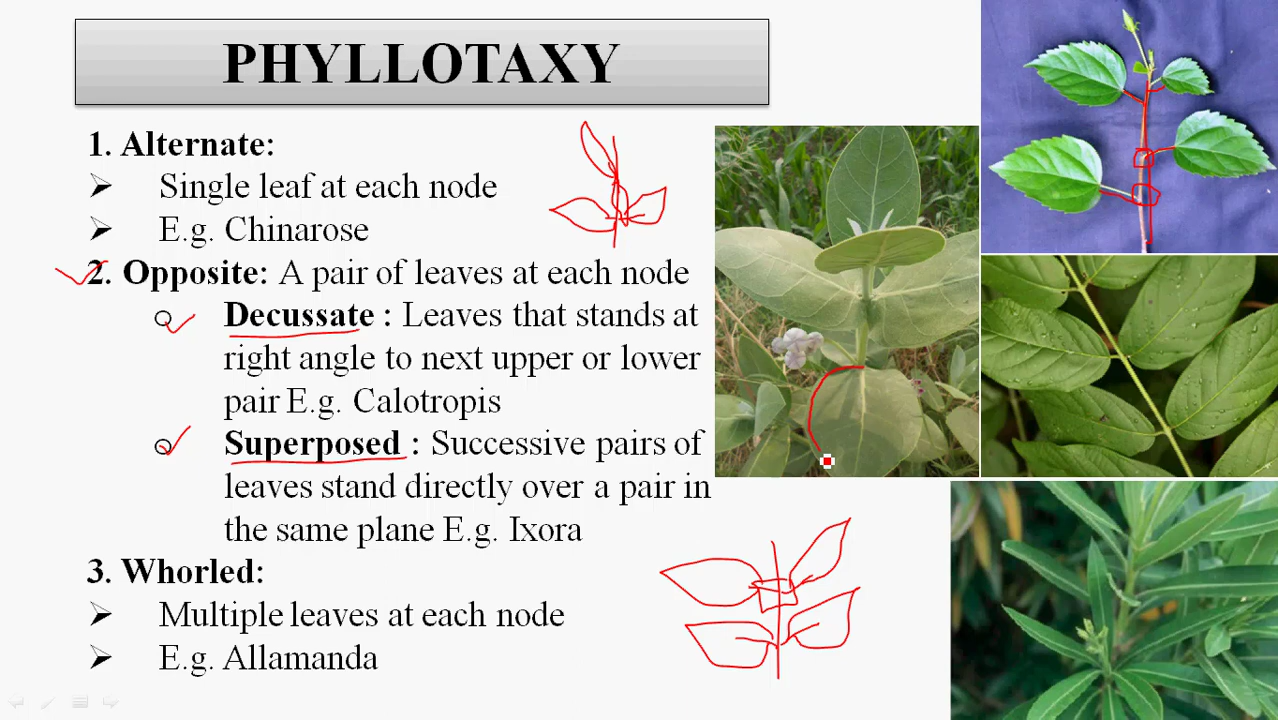 PHYLLOTAXY
1. Alternate:
➢ Single leaf at each node
➢ E.g. Chinarose
2. Opposite: A pair of leaves at each node
o Decussate : Leaves that stands at
right angle to next upper or lower
pair E.g. Calotropis
o Superposed : Successive pairs of
leaves stand directly over a pair in
the same plane E.g. Ixora
3. Whorled:
➢ Multiple leaves at each node
➢ E.g. Allamanda